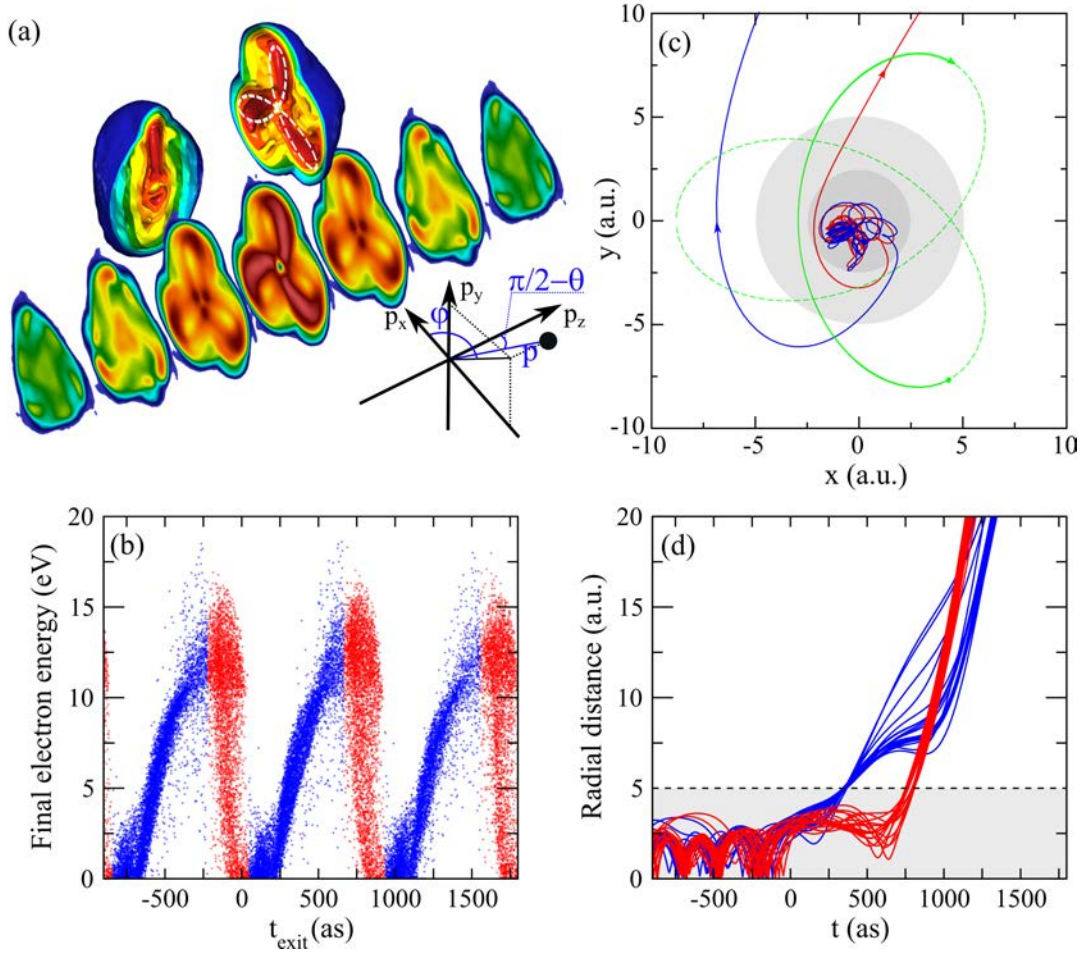 (a)
p_y
p_x
φ
π/2−θ
p_z
p
(c)
10
5
0
-5
-10
y (a.u.)
-10
-5
0
5
10
x (a.u.)
(b)
20
15
10
5
0
Final electron energy (eV)
-500
0
500
1000
1500
t_exit (as)
(d)
20
15
10
5
0
Radial distance (a.u.)
-500
0
500
1000
1500
t (as)